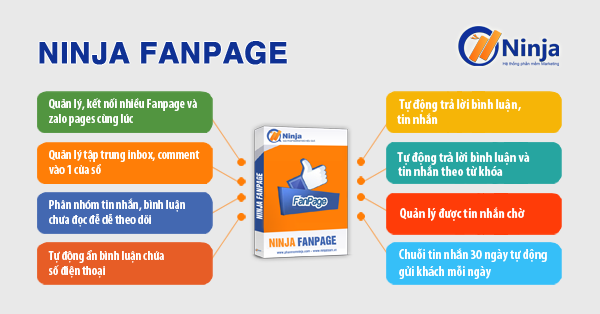 NINJA FANPAGE
Ninja
Hệ thống phần mềm Marketing
Quản lý, kết nối nhiều Fanpage và
zalo pages cùng lúc
Quản lý tập trung inbox, comment
vào 1 cửa sổ
Phân nhóm tin nhắn, bình luận
chưa đọc để dễ theo dõi
Tự động ẩn bình luận chứa
số điện thoại
Ninja
NINJA FANPAGE
FanPage
NINJA FANPAGE
Tự động trả lời bình luận,
tin nhắn
Tự động trả lời bình luận và
tin nhắn theo từ khóa
Quản lý được tin nhắn chờ
Chuỗi tin nhắn 30 ngày tự động
gửi khách mỗi ngày